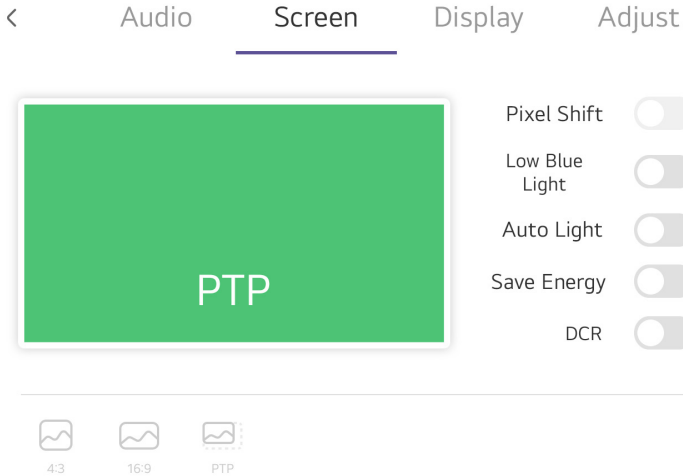 Audio Screen Display Adjust
Pixel Shift
Low Blue
Light
Auto Light
PTP
Save Energy
DCR
4:3 16:9 PTP